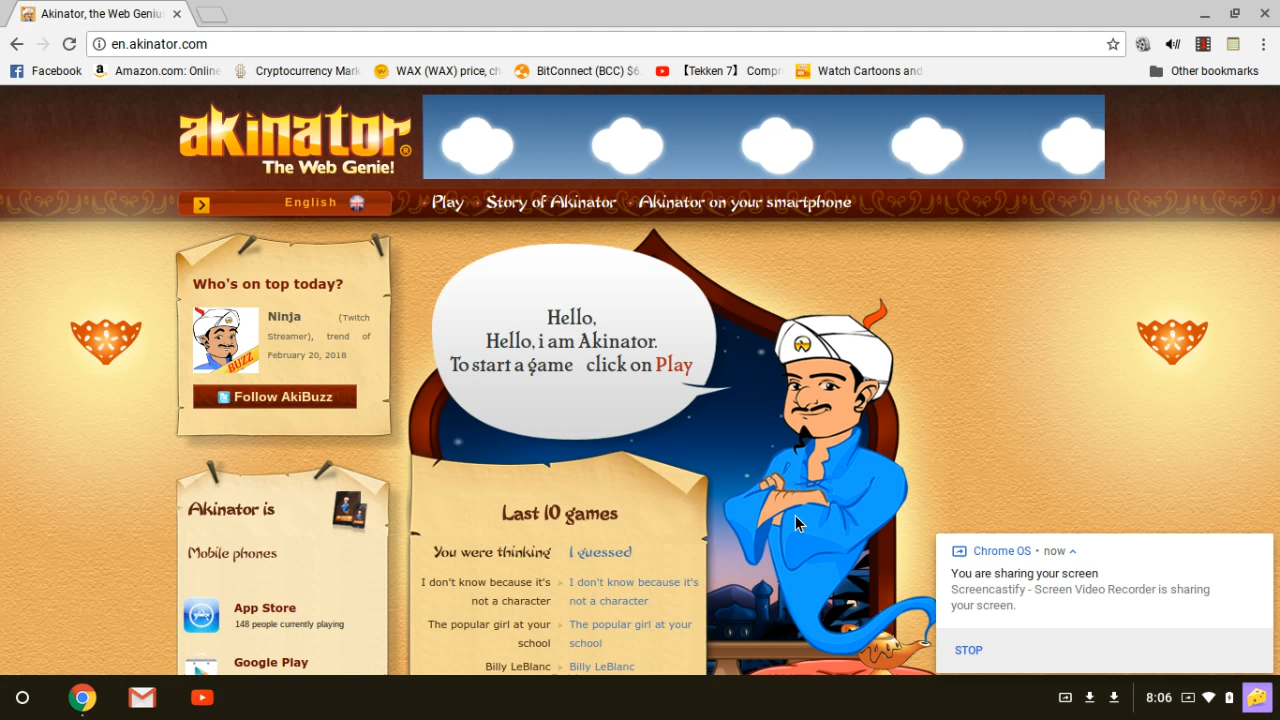 Akinator, the Web Geniu
en.akinator.com
Facebook
Amazon.com: Online
Cryptocurrency Mark
WAX (WAX) price, ch
BitConnect (BCC) $6
【Tekken 7】 Comp
Watch Cartoons and
Other bookmarks
akinator®
The Web Genie!
English
Play
Story of Akinator
Akinator on your smartphone
Who's on top today?
Ninja (Twitch
Streamer), trend of
February 20, 2018
BUZZ
Follow AkiBuzz
Hello,
Hello, i am Akinator.
To start a game click on Play
Akinator is
Mobile phones
App Store
148 people currently playing
Google Play
Last 10 games
You were thinking I guessed
I don't know because it's I don't know because it's
not a character not a character
The popular girl at your The popular girl at your
school school
Billy LeBlanc Billy LeBlanc
Chrome OS • now
You are sharing your screen
Screencastify - Screen Video Recorder is sharing
your screen.
STOP
8:06